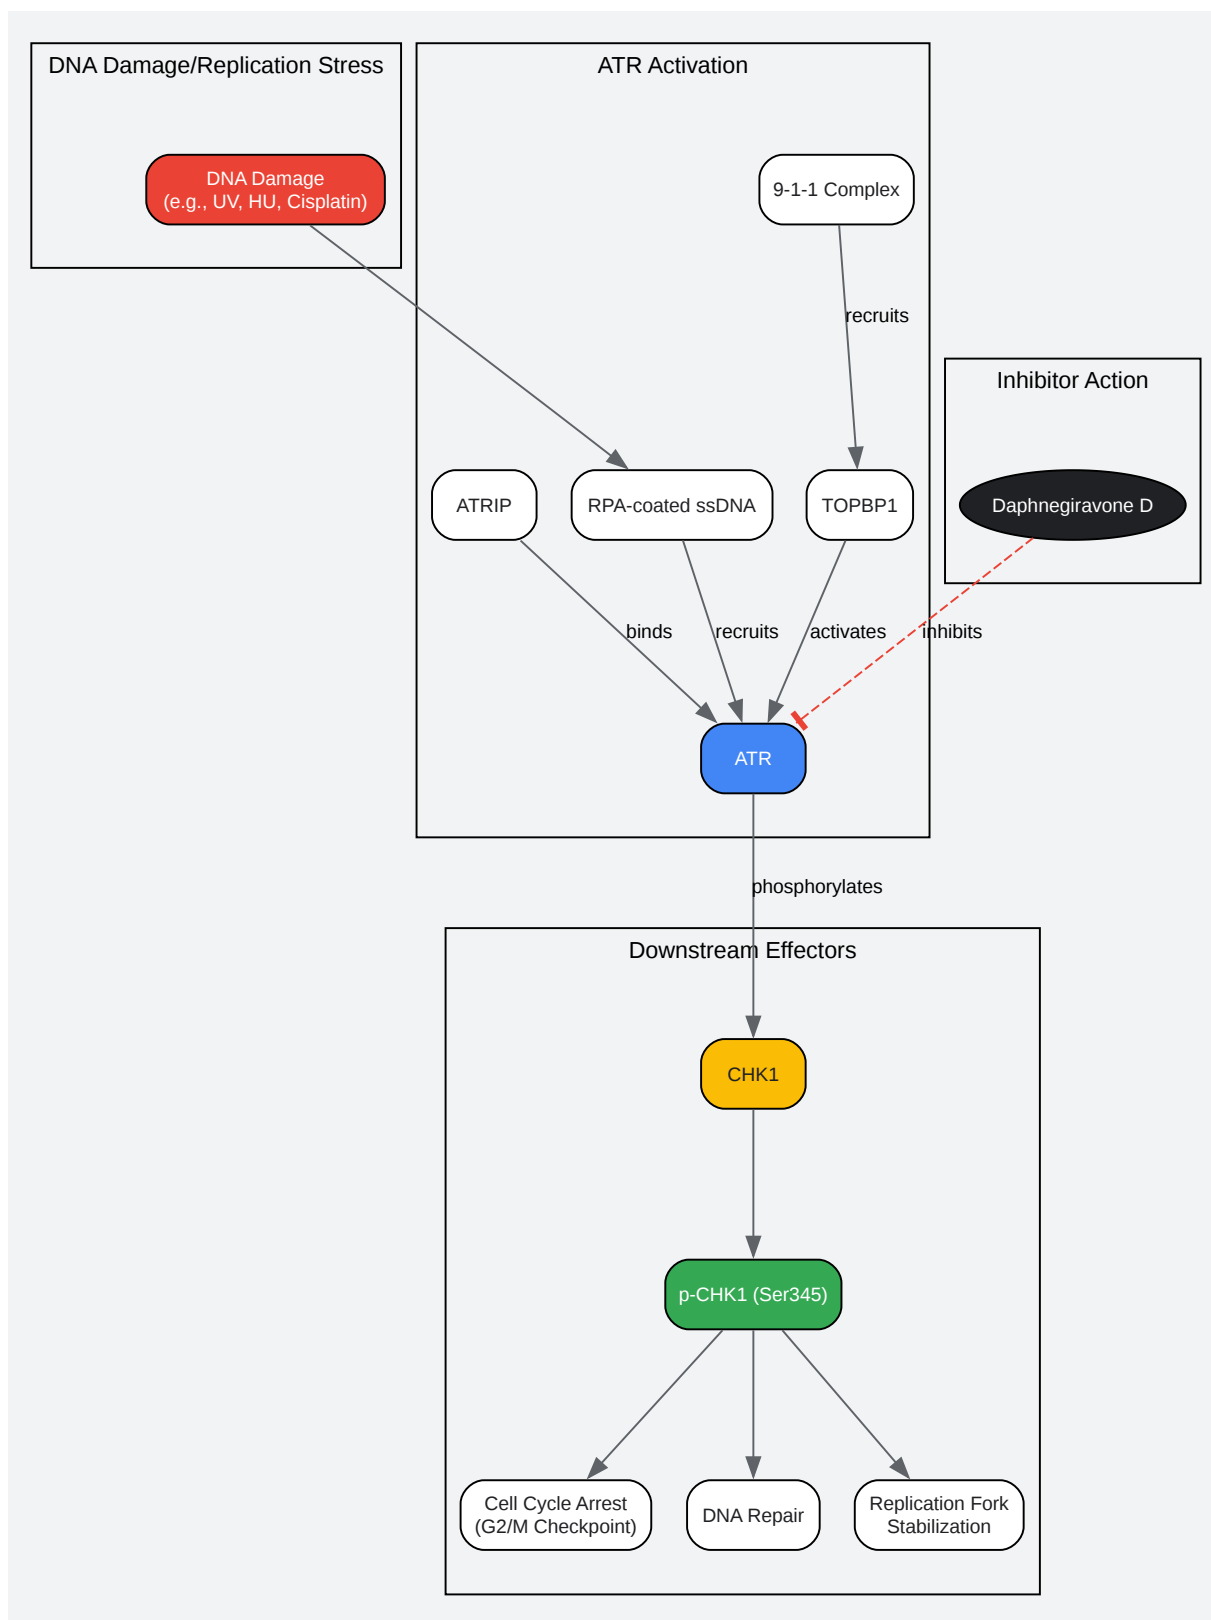 DNA Damage/Replication Stress
ATR Activation
DNA Damage
(e.g., UV, HU, Cisplatin)
9-1-1 Complex
recruits
Inhibitor Action
ATRIP
RPA-coated ssDNA
TOPBP1
Daphnegiravone D
binds
recruits
activates
inhibits
ATR
phosphorylates
Downstream Effectors
CHK1
p-CHK1 (Ser345)
Cell Cycle Arrest
(G2/M Checkpoint)
DNA Repair
Replication Fork
Stabilization